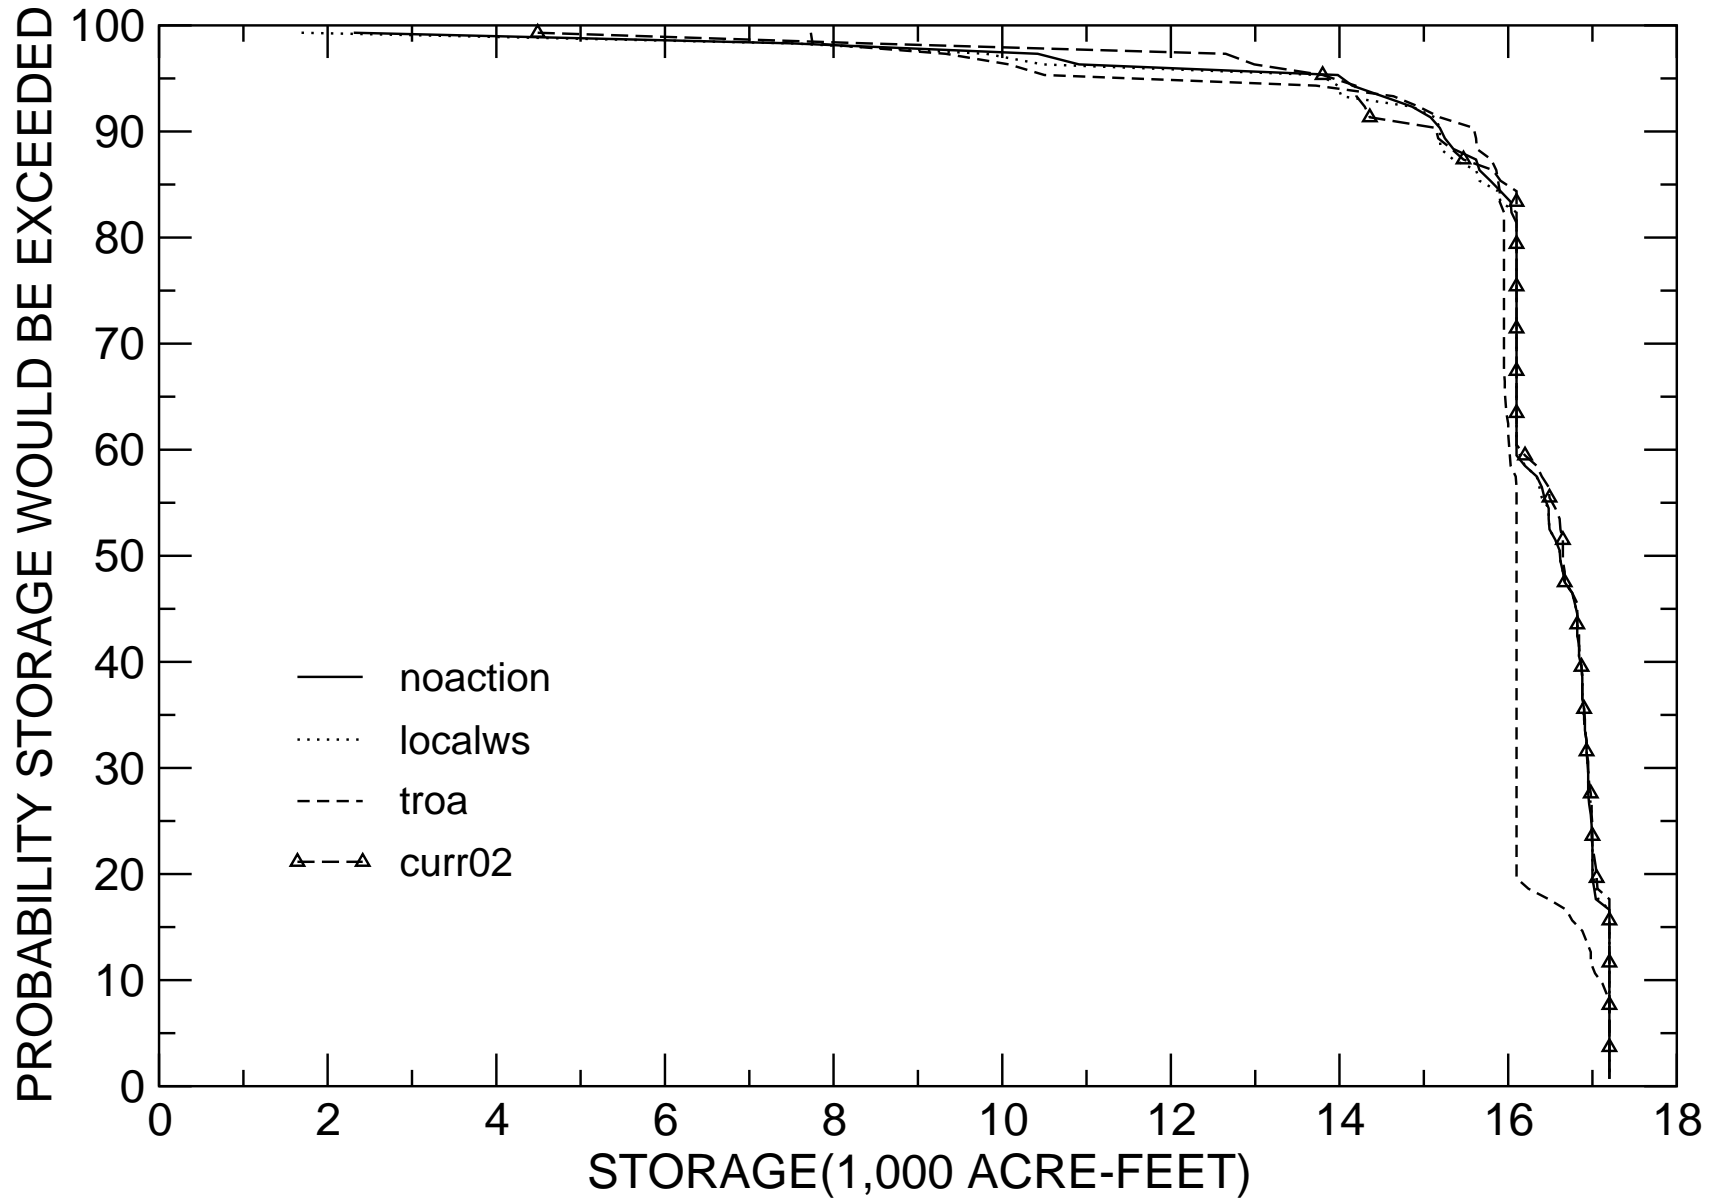 PROBABILITY STORAGE WOULD BE EXCEEDED
100
90
80
70
60
50
40
30
20
10
0
noaction
localws
troa
curr02
0 2 4 6 8 10 12 14 16 18
STORAGE(1,000 ACRE-FEET)